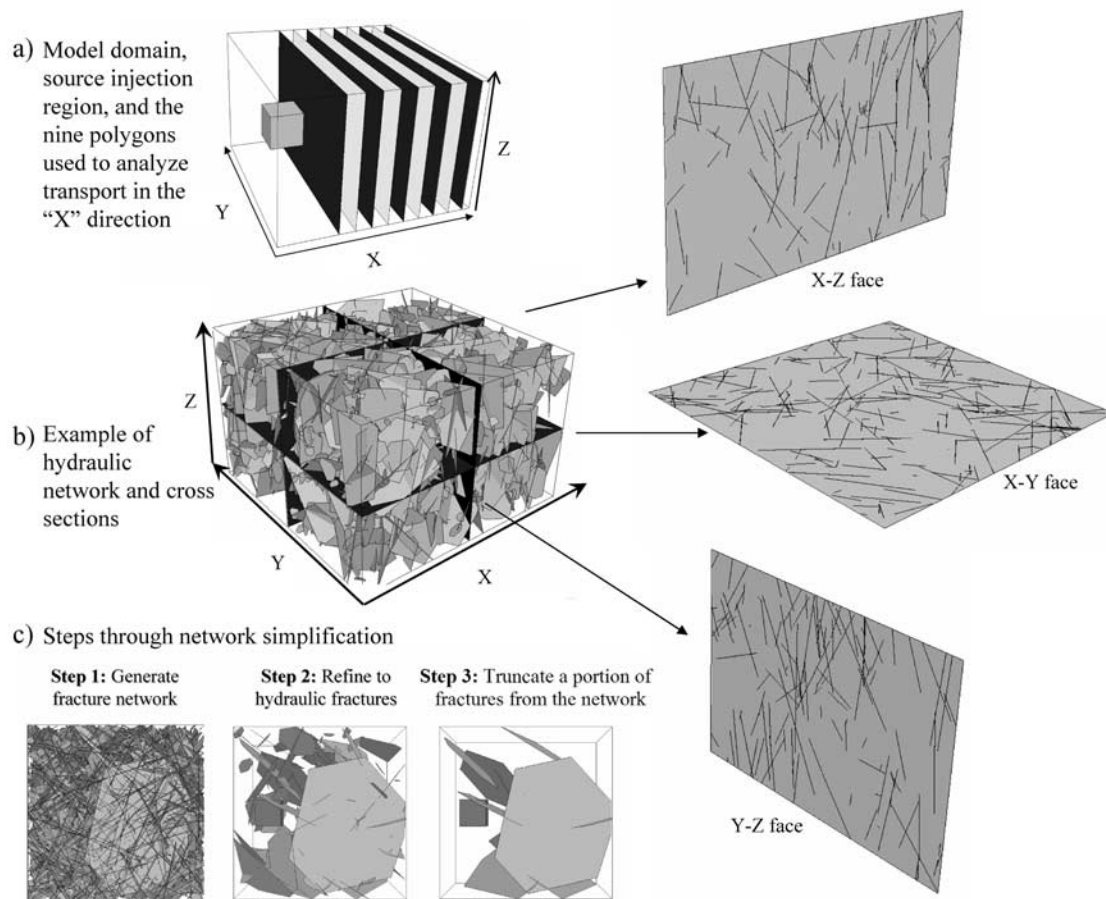 a) Model domain,
source injection
region, and the
nine polygons
used to analyze
transport in the
“X” direction
Z
Y
X
X-Z face
Z
b) Example of
hydraulic
network and cross
sections
Y
X
X-Y face
Y-Z face
c) Steps through network simplification
Step 1: Generate
fracture network
Step 2: Refine to
hydraulic fractures
Step 3: Truncate a portion of
fractures from the network